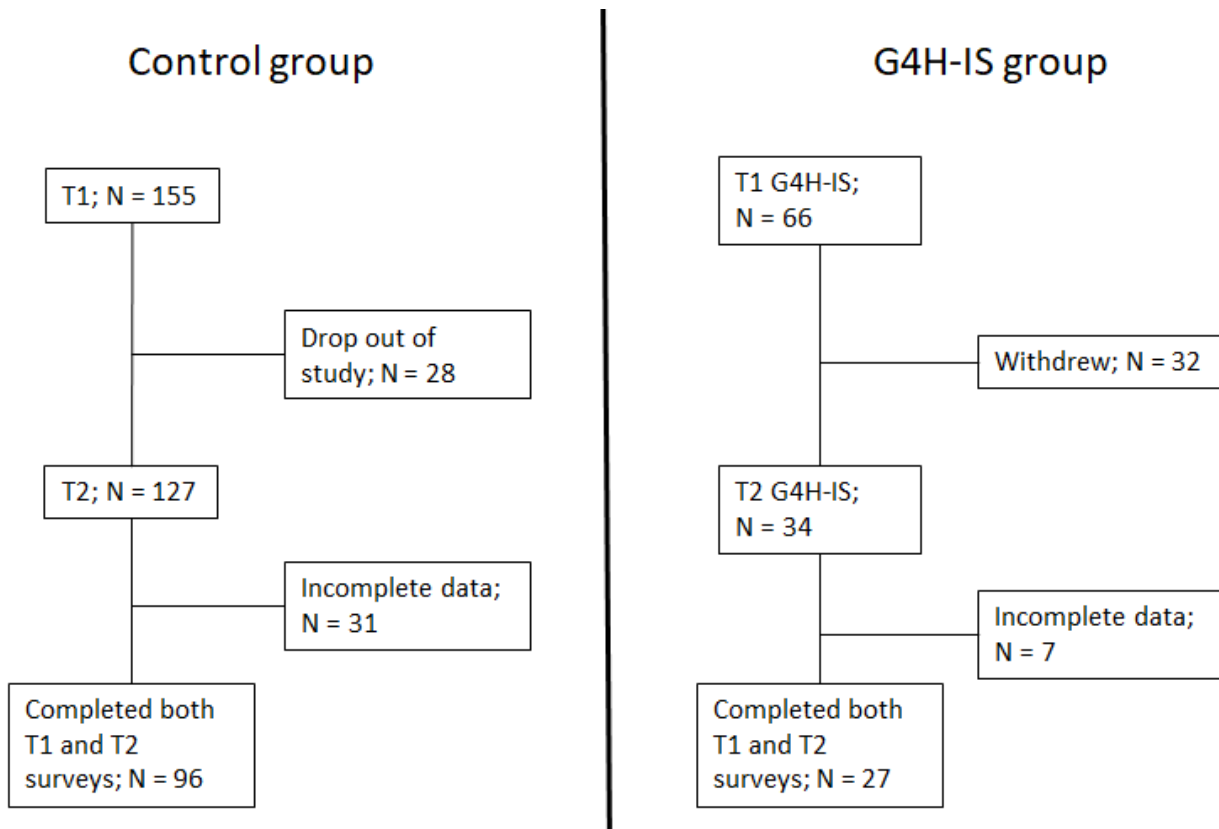 Control group
T1; N = 155
Drop out of
study; N = 28
T2; N = 127
Incomplete data;
N = 31
Completed both
T1 and T2
surveys; N = 96
G4H-IS group
T1 G4H-IS;
N = 66
Withdrew; N = 32
T2 G4H-IS;
N = 34
Incomplete data;
N = 7
Completed both
T1 and T2
surveys; N = 27